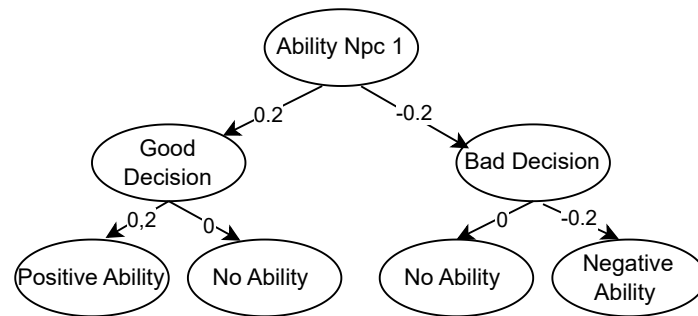 Ability Npc 1
0.2
-0.2
Good
Decision
Bad Decision
0,2
0
0
-0.2
Positive Ability
No Ability
No Ability
Negative
Ability